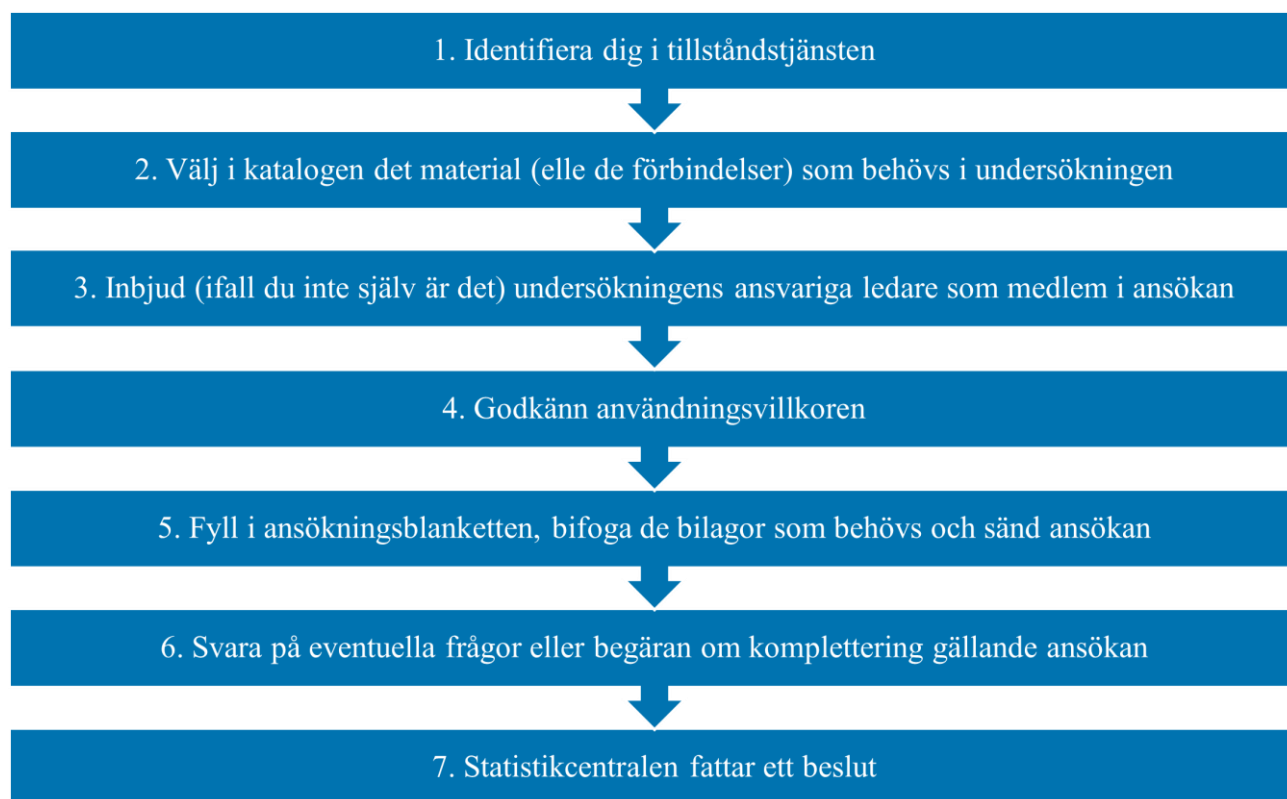 1. Identifiera dig i tillståndstjänsten
2. Välj i katalogen det material (elle de förbindelser) som behövs i undersökningen
3. Inbjud (ifall du inte själv är det) undersökningens ansvariga ledare som medlem i ansökan
4. Godkänn användningsvillkoren
5. Fyll i ansökningsblanketten, bifoga de bilagor som behövs och sänd ansökan
6. Svara på eventuella frågor eller begäran om komplettering gällande ansökan
7. Statistikcentralen fattar ett beslut